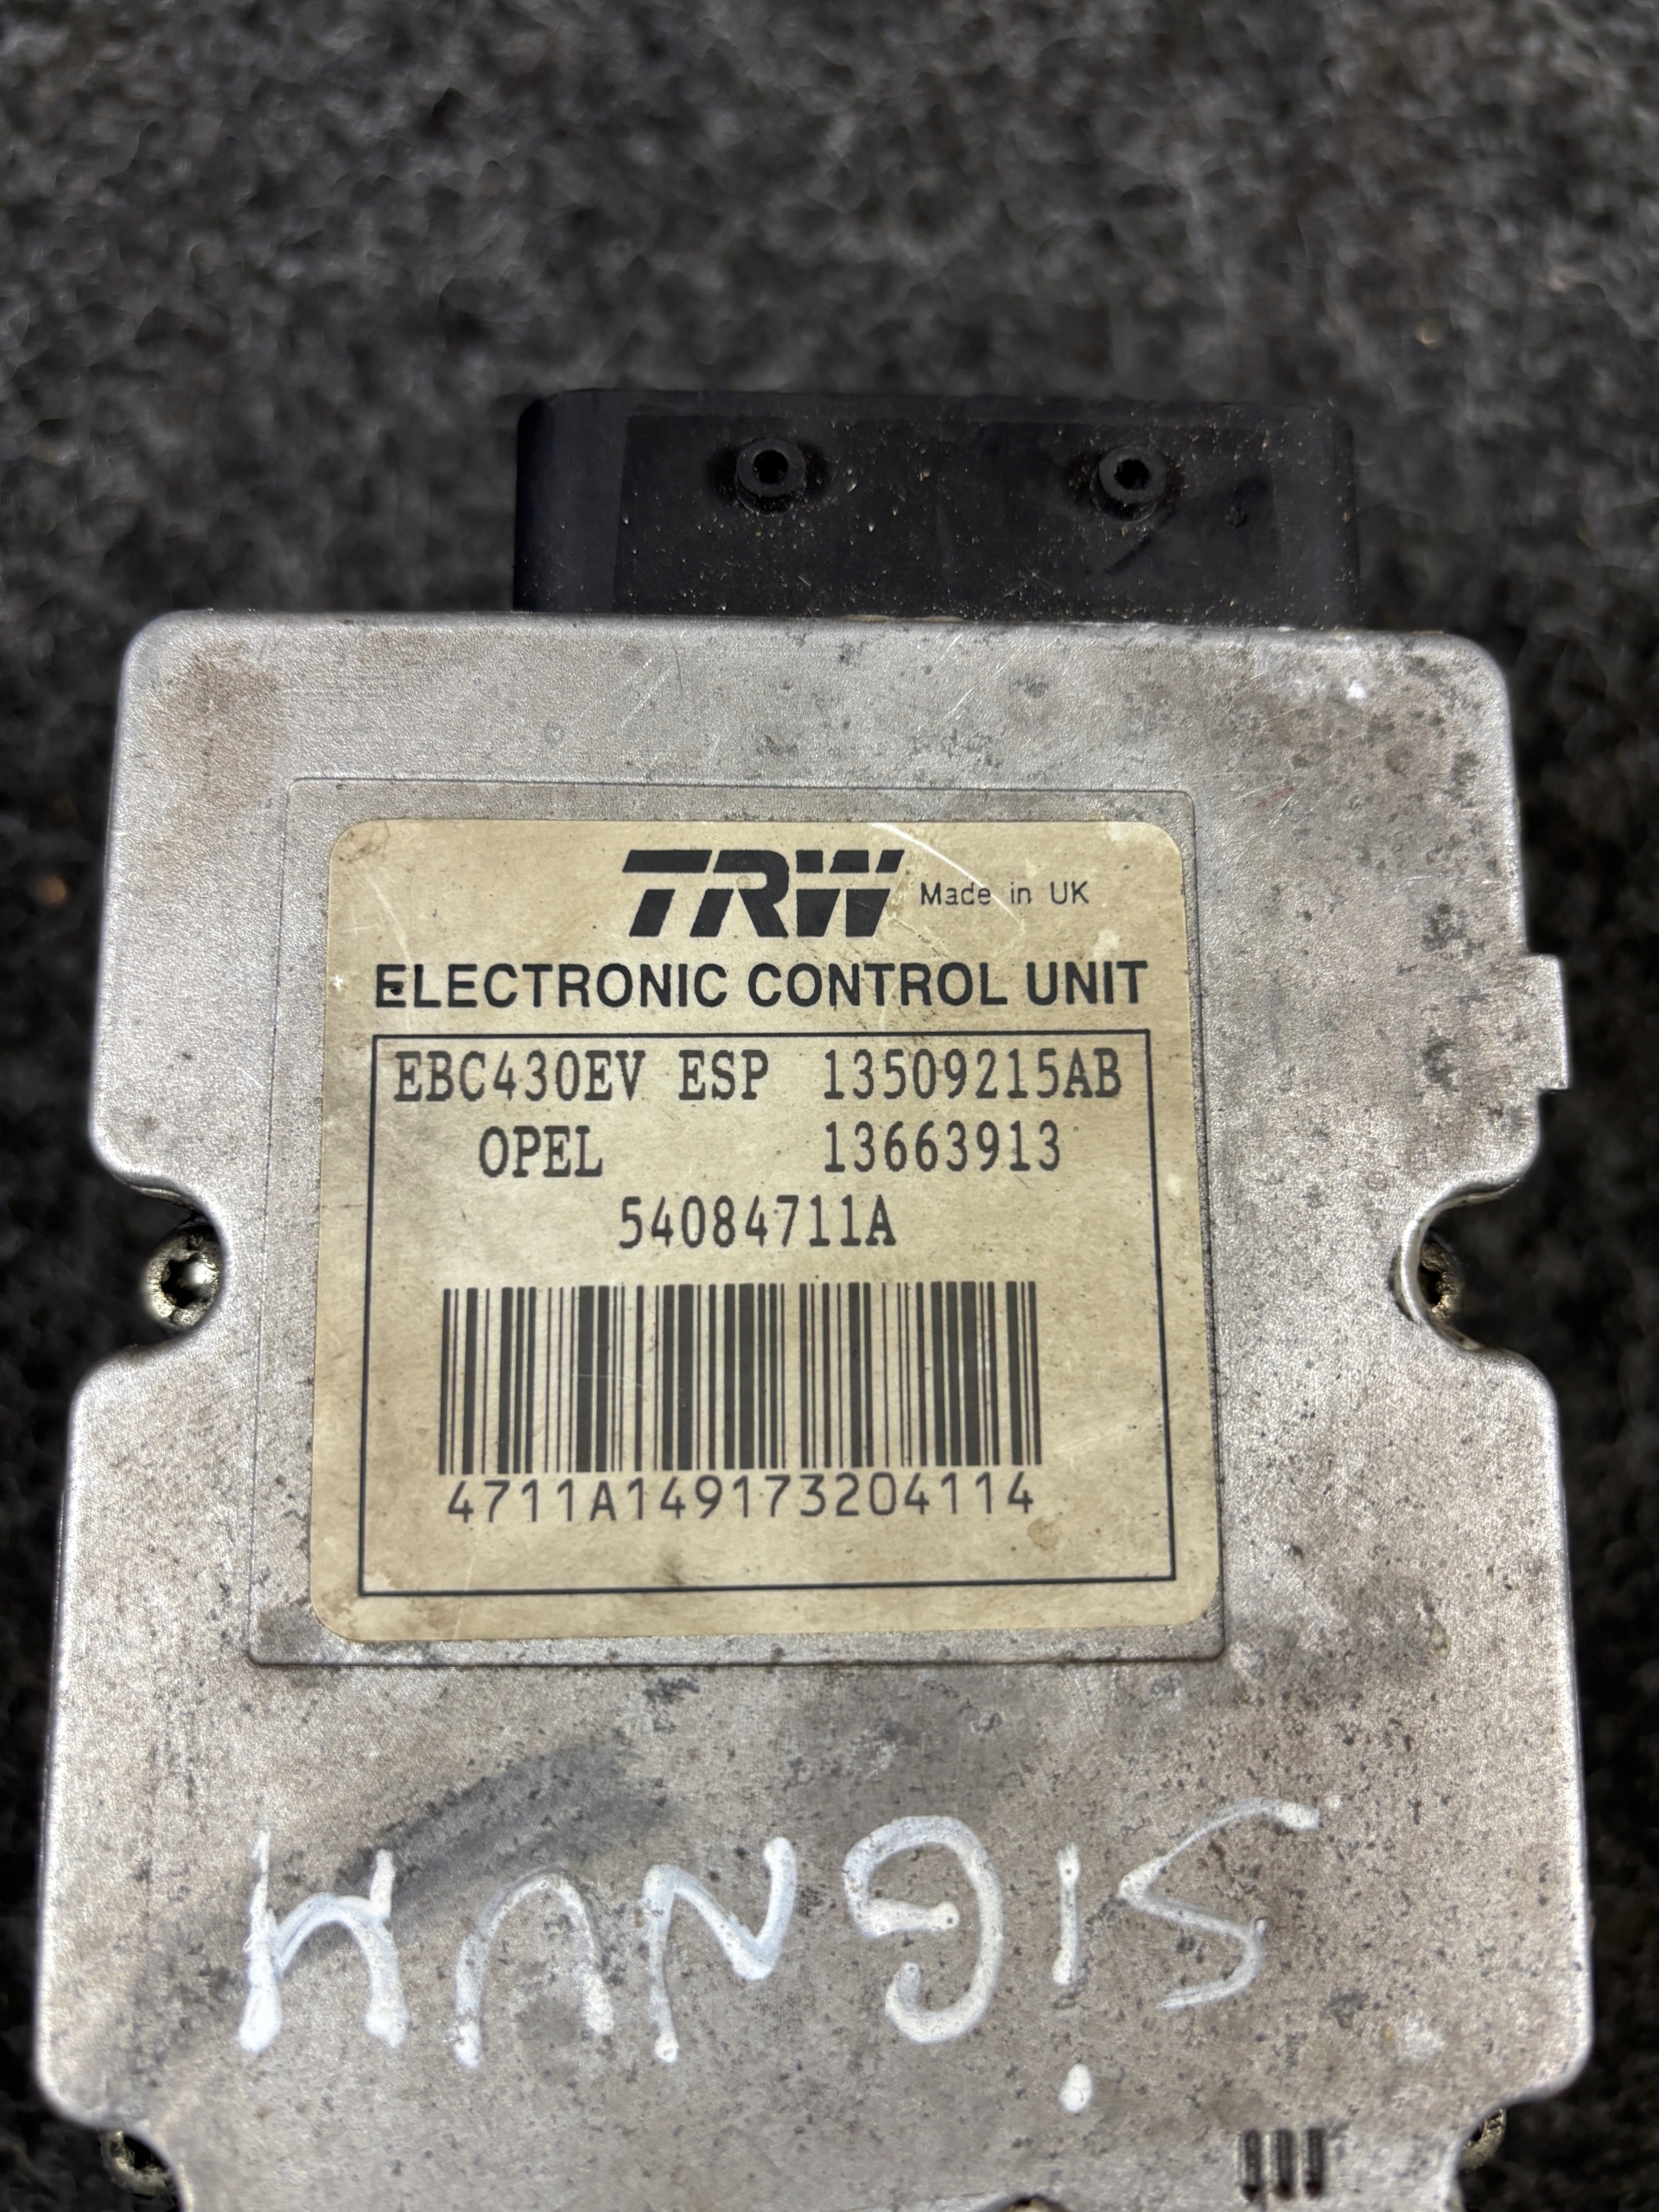 TRW Made in UK
ELECTRONIC CONTROL UNIT
EBC430EV ESP 13509215AB
OPEL 13663913
54084711A
4711A149173204114
SiGNUM